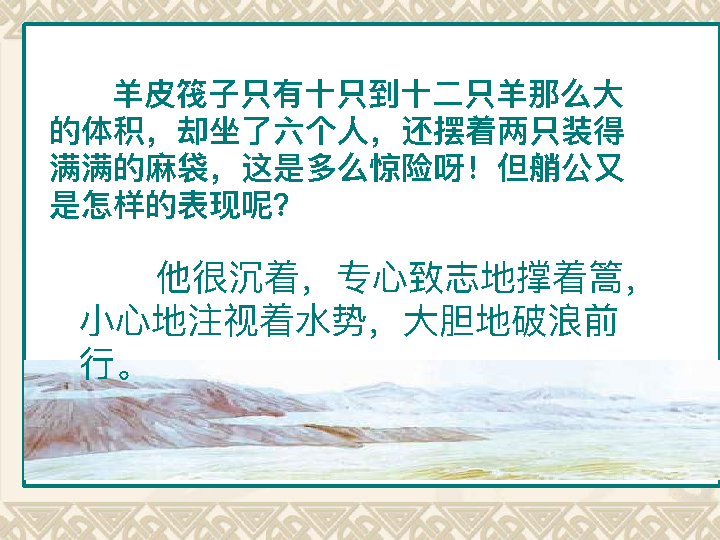 羊皮筏子只有十只到十二只羊那么大
的体积，却坐了六个人，还摆着两只装得
满满的麻袋，这是多么惊险呀！但艄公又
是怎样的表现呢？
他很沉着，专心致志地撑着篙，
小心地注视着水势，大胆地破浪前
行。